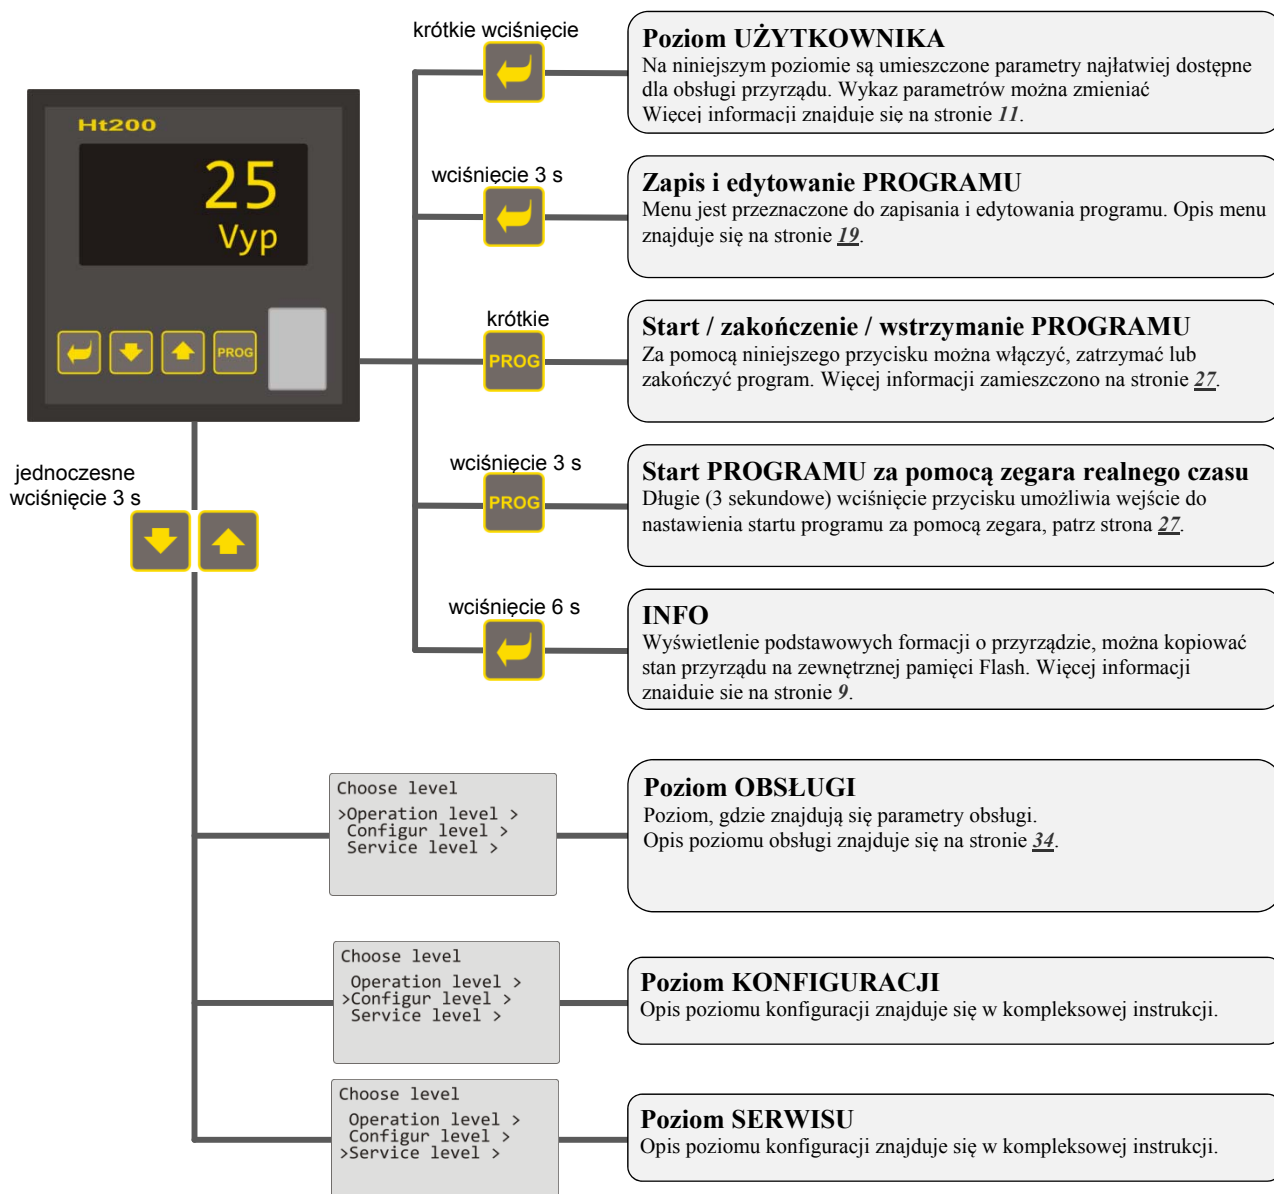 krótkie wciśnięcie
Poziom UŻYTKOWNIKA
Na niniejszym poziomie są umieszczone parametry najłatwiej dostępne
dla obsługi przyrządu. Wykaz parametrów można zmieniać
Więcej informacji znajduje się na stronie 11.
Ht200
25
Vyp
PROG
wciśnięcie 3 s
Zapis i edytowanie PROGRAMU
Menu jest przeznaczone do zapisania i edytowania programu. Opis menu
znajduje się na stronie 19.
krótkie
PROG
Start / zakończenie / wstrzymanie PROGRAMU
Za pomocą niniejszego przycisku można włączyć, zatrzymać lub
zakończyć program. Więcej informacji zamieszczono na stronie 27.
wciśnięcie 3 s
PROG
Start PROGRAMU za pomocą zegara realnego czasu
Długie (3 sekundowe) wciśnięcie przycisku umożliwia wejście do
nastawienia startu programu za pomocą zegara, patrz strona 27.
jednoczesne
wciśnięcie 3 s
wciśnięcie 6 s
INFO
Wyświetlenie podstawowych formacji o przyrządzie, można kopiować
stan przyrządu na zewnętrznej pamięci Flash. Więcej informacji
znajduje się na stronie 9.
Choose level
>Operation level >
Configur level >
Service level >
Poziom OBSŁUGI
Poziom, gdzie znajdują się parametry obsługi.
Opis poziomu obsługi znajduje się na stronie 34.
Choose level
Operation level >
>Configur level >
Service level >
Poziom KONFIGURACJI
Opis poziomu konfiguracji znajduje się w kompleksowej instrukcji.
Choose level
Operation level >
Configur level >
>Service level >
Poziom SERWISU
Opis poziomu konfiguracji znajduje się w kompleksowej instrukcji.